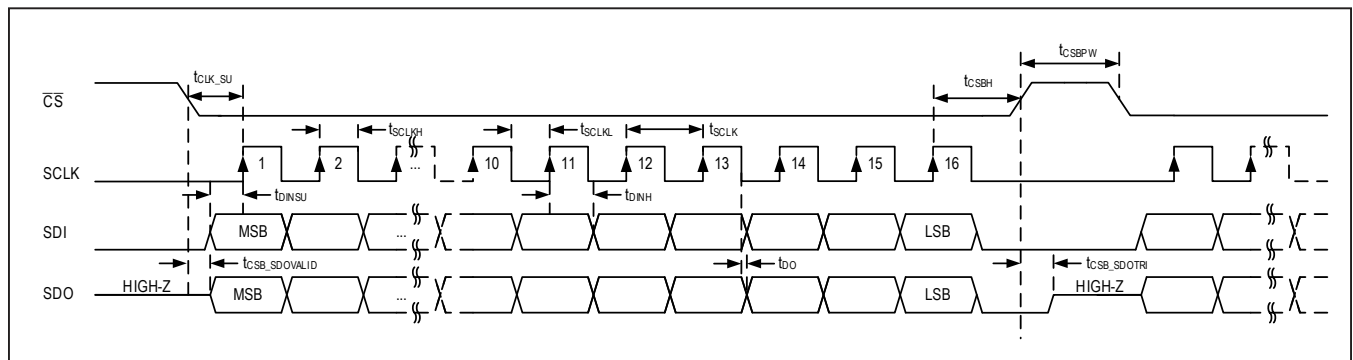 tCLK_SU
tCSBH
tCSBPW
CS
tSCLKH
tSCLKL
tSCLK
SCLK
1
2
...
10
11
12
13
14
15
16
tDINSU
tDINH
SDI
MSB
...
LSB
tCSB_SDOVALID
tDO
tCSB_SDOTRI
SDO
HIGH-Z
MSB
...
LSB
HIGH-Z